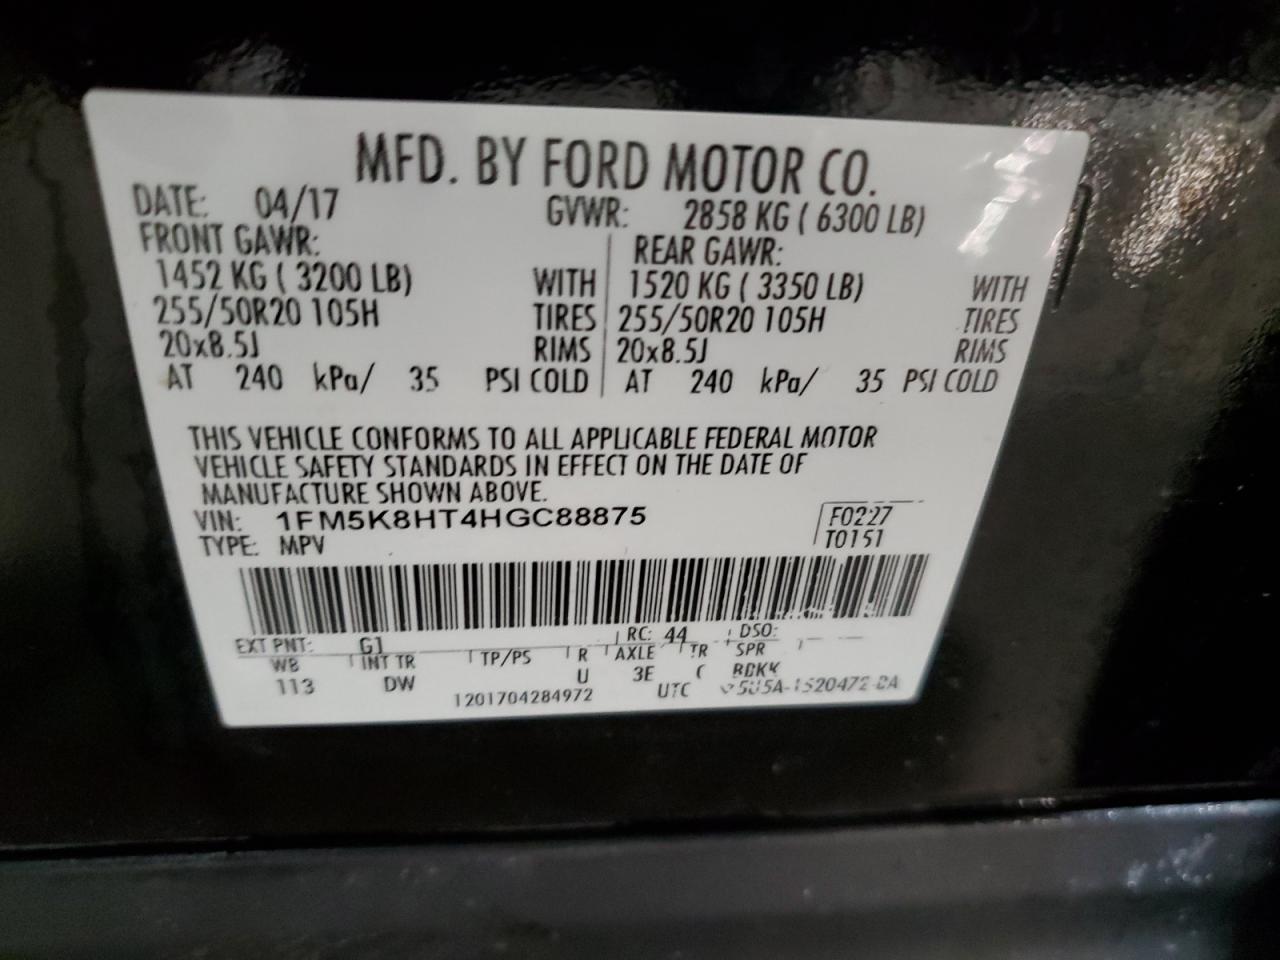 MFD. BY FORD MOTOR CO.
DATE: 04/17 GVWR: 2858 KG ( 6300 LB)
FRONT GAWR: REAR GAWR:
1452 KG ( 3200 LB) WITH 1520 KG ( 3350 LB) WITH
255/50R20 105H TIRES 255/50R20 105H TIRES
20x8.5J RIMS 20x8.5J RIMS
AT 240 kPa/ 35 PSI COLD AT 240 kPa/ 35 PSI COLD
THIS VEHICLE CONFORMS TO ALL APPLICABLE FEDERAL MOTOR
VEHICLE SAFETY STANDARDS IN EFFECT ON THE DATE OF
MANUFACTURE SHOWN ABOVE.
VIN: 1FM5K8HT4HGC88875 F0227
TYPE: MPV T0151
EXT PNT: G1 RC: 44 DSO:
WB INT TR TP/PS R AXLE TR SPR
113 DW U 3E BBKK
1201704284972 UTC